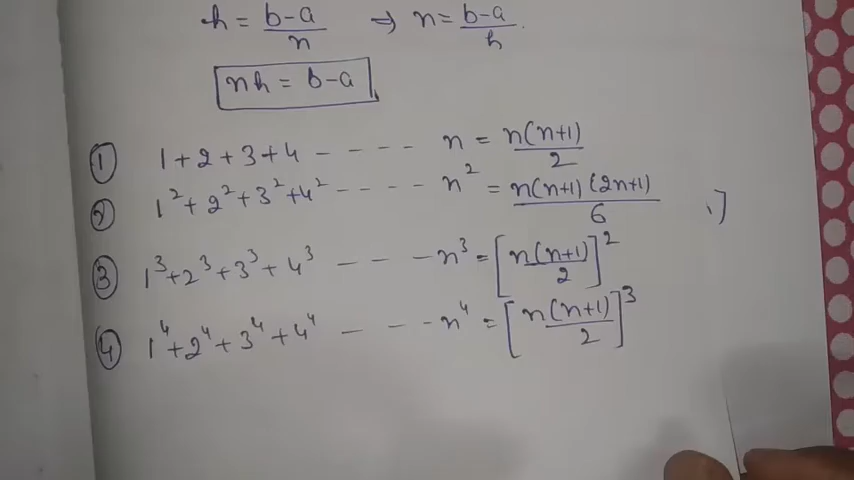 h = b-a/n ⇒ n = b-a/h.
nh = b-a
① 1+2+3+4 - - - - n = n(n+1)/2
② 1² + 2² + 3² + 4² - - - - - n² = n(n+1)(2n+1)/6
③ 1³+2³+3³+4³ - - - n³ = [n(n+1)/2]²
④ 1⁴+2⁴+3⁴+4⁴ - - - n⁴ = [n(n+1)/2]³